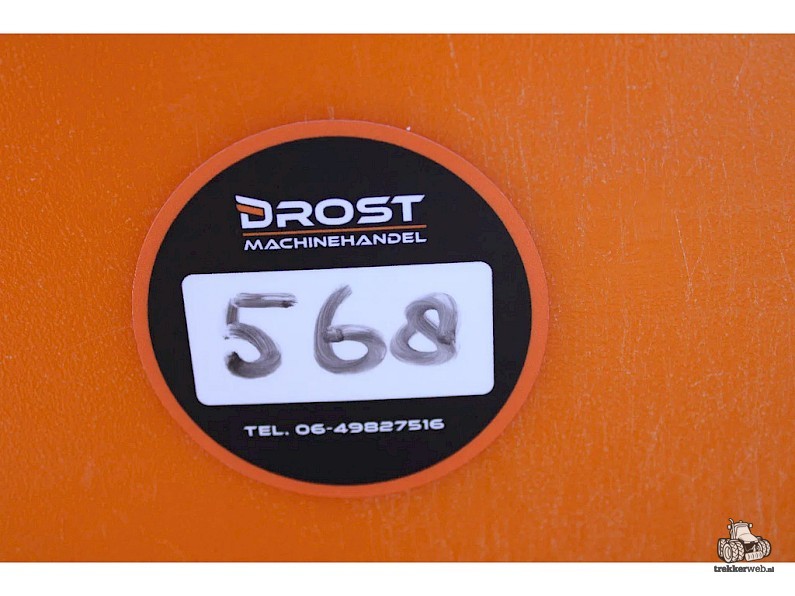 DROST
MACHINEHANDEL
568
TEL. 06-49827516
trekkerweb.nl